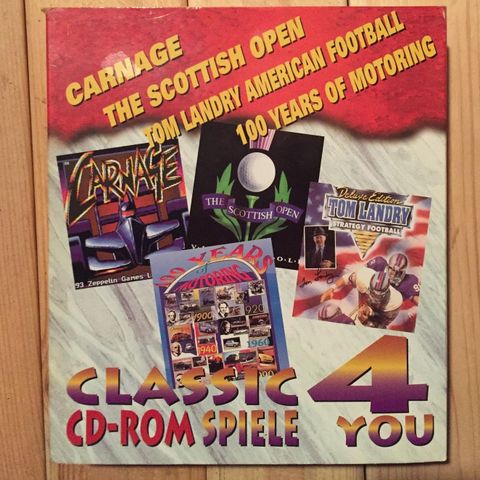 CARNAGE
THE SCOTTISH OPEN
TOM LANDRY AMERICAN FOOTBALL
100 YEARS OF MOTORING
CARNAGE
93 Zeppelin Games L
THE
SCOTTISH OPEN
Deluxe Edition
TOM LANDRY
STRATEGY FOOTBALL
100 YEARS
of
MOTORING
1900
1920
1940
1960
CLASSIC 4
CD-ROM SPIELE YOU